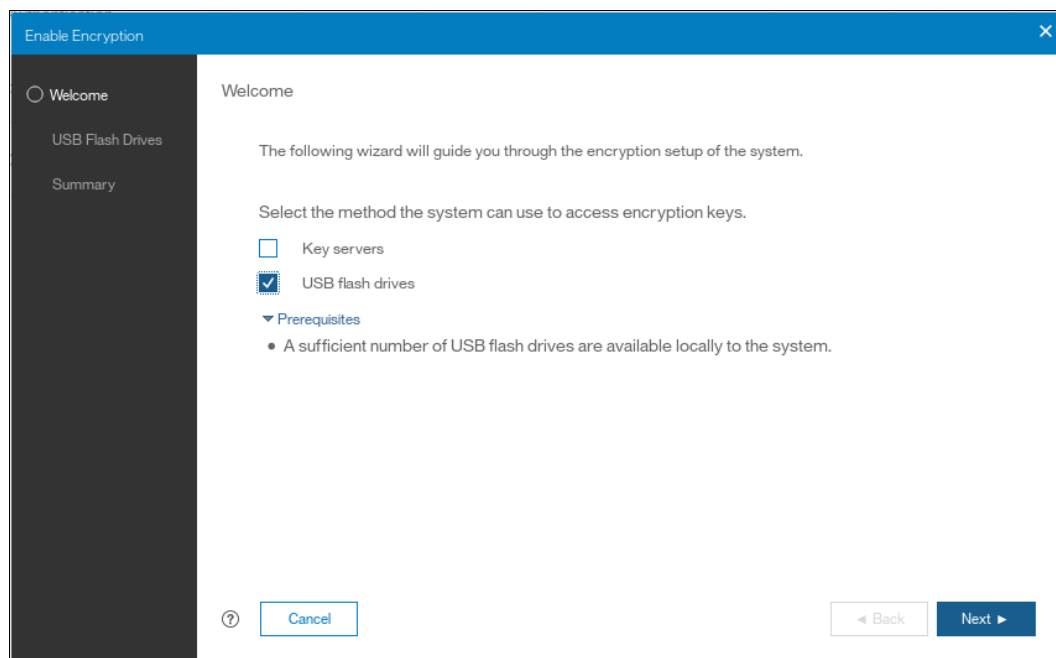 Enable Encryption
Welcome
USB Flash Drives
Summary
Welcome
The following wizard will guide you through the encryption setup of the system.
Select the method the system can use to access encryption keys.
Key servers
USB flash drives
Prerequisites
• A sufficient number of USB flash drives are available locally to the system.
Cancel
Back
Next